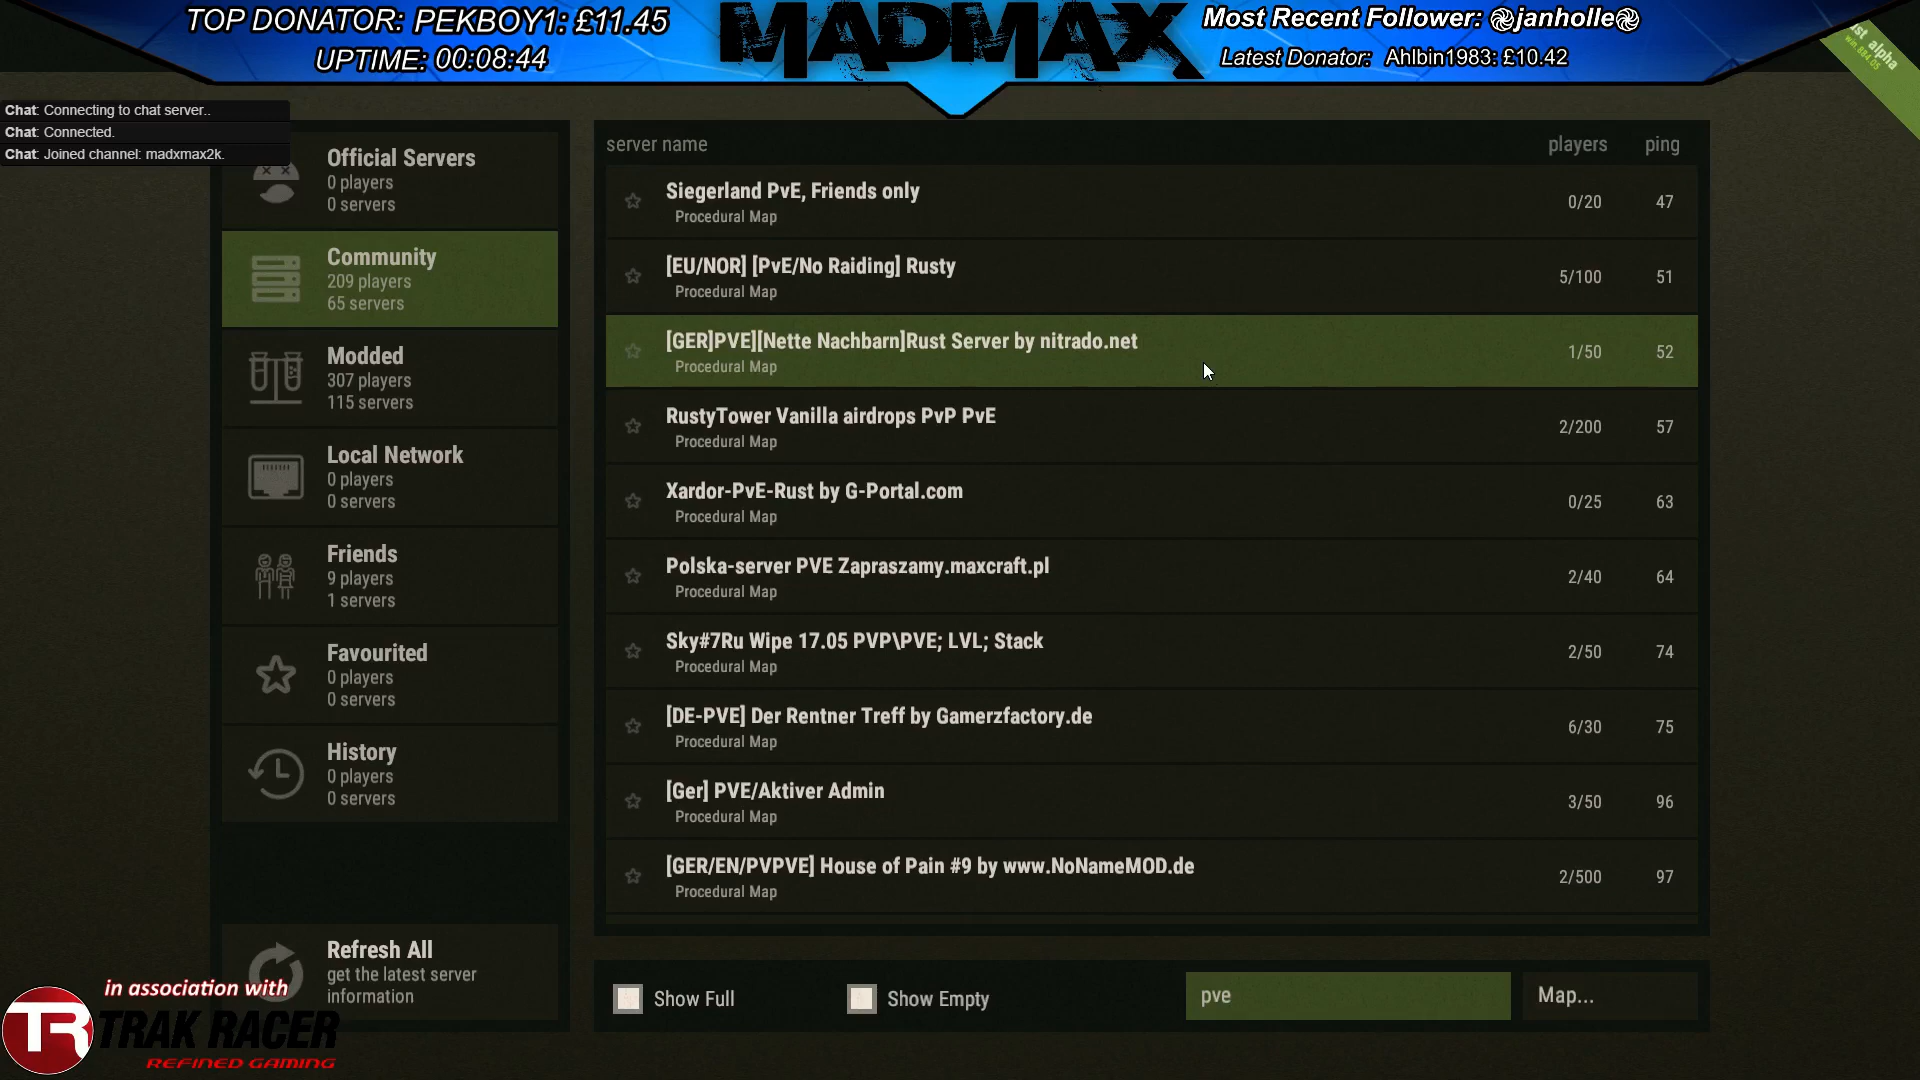 TOP DONATOR: PEKBOY1: £11.45
UPTIME: 00:08:44
MADMAX
Most Recent Follower: @janholle@
Latest Donator: Ahlbin1983: £10.42
Chat: Connecting to chat server..
Chat: Connected.
Chat: Joined channel: madxmax2k.
Official Servers
0 players
0 servers
Community
209 players
65 servers
Modded
307 players
115 servers
Local Network
0 players
0 servers
Friends
9 players
1 servers
Favourited
0 players
0 servers
History
0 players
0 servers
Refresh All
get the latest server
information
server name players ping
Siegerland PvE, Friends only 0/20 47
Procedural Map
[EU/NOR] [PvE/No Raiding] Rusty 5/100 51
Procedural Map
[GER]PVE][Nette Nachbarn]Rust Server by nitrado.net 1/50 52
Procedural Map
RustyTower Vanilla airdrops PvP PvE 2/200 57
Procedural Map
Xardor-PvE-Rust by G-Portal.com 0/25 63
Procedural Map
Polska-server PVE Zapraszamy.maxcraft.pl 2/40 64
Procedural Map
Sky#7Ru Wipe 17.05 PVP\PVE; LVL; Stack 2/50 74
Procedural Map
[DE-PVE] Der Rentner Treff by Gamerzfactory.de 6/30 75
Procedural Map
[Ger] PVE/Aktiver Admin 3/50 96
Procedural Map
[GER/EN/PVPVE] House of Pain #9 by www.NoNameMOD.de 2/500 97
Procedural Map
Show Full Show Empty pve Map...
in association with
TR TRAK RACER
REFINED GAMING